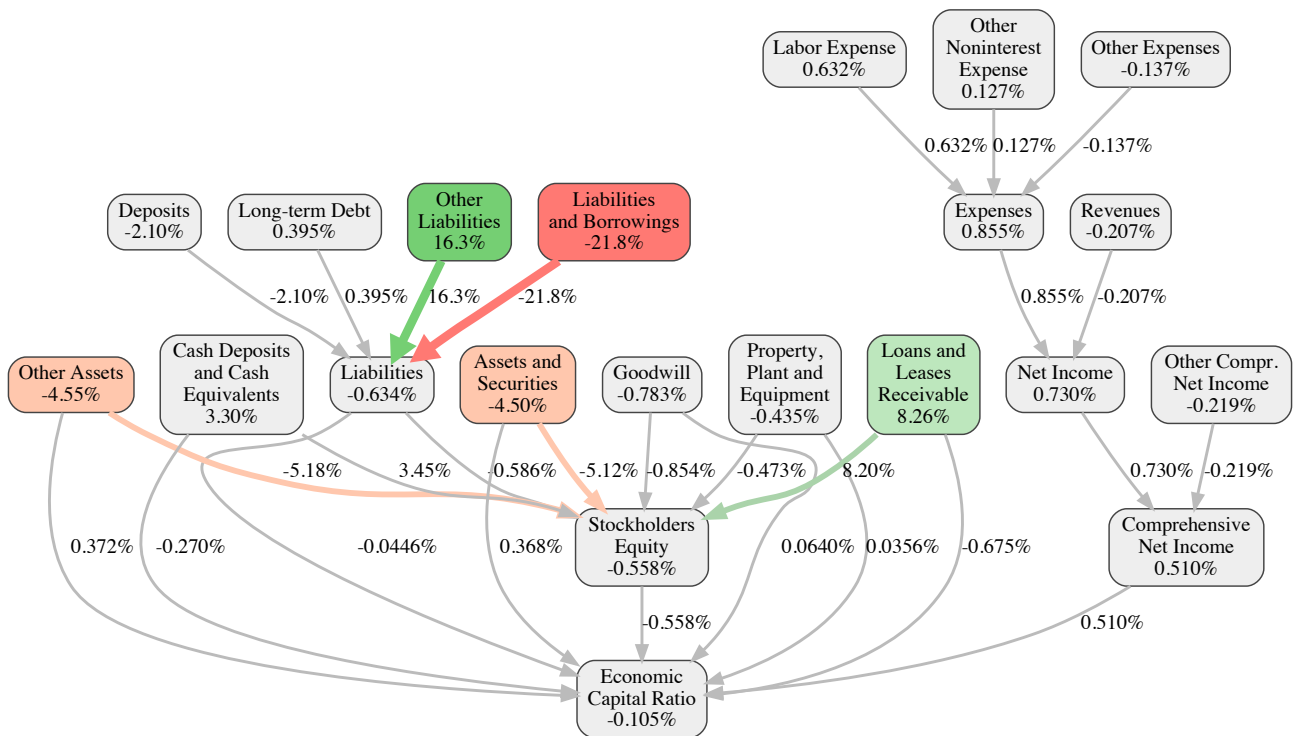 Labor Expense
0.632%
Other
Noninterest
Expense
0.127%
Other Expenses
-0.137%
0.632%
0.127%
-0.137%
Deposits
-2.10%
Long-term Debt
0.395%
Other
Liabilities
16.3%
Liabilities
and Borrowings
-21.8%
Expenses
0.855%
Revenues
-0.207%
-2.10%
0.395%
16.3%
-21.8%
0.855%
-0.207%
Other Assets
-4.55%
Cash Deposits
and Cash
Equivalents
3.30%
Liabilities
-0.634%
Assets and
Securities
-4.50%
Goodwill
-0.783%
Property,
Plant and
Equipment
-0.435%
Loans and
Leases
Receivable
8.26%
Net Income
0.730%
Other Compr.
Net Income
-0.219%
-5.18%
3.45%
-0.586%
-5.12%
-0.854%
-0.473%
8.20%
0.730%
-0.219%
Stockholders
Equity
-0.558%
Comprehensive
Net Income
0.510%
0.372%
-0.270%
-0.0446%
0.368%
0.0640%
0.0356%
-0.675%
-0.558%
0.510%
Economic
Capital Ratio
-0.105%